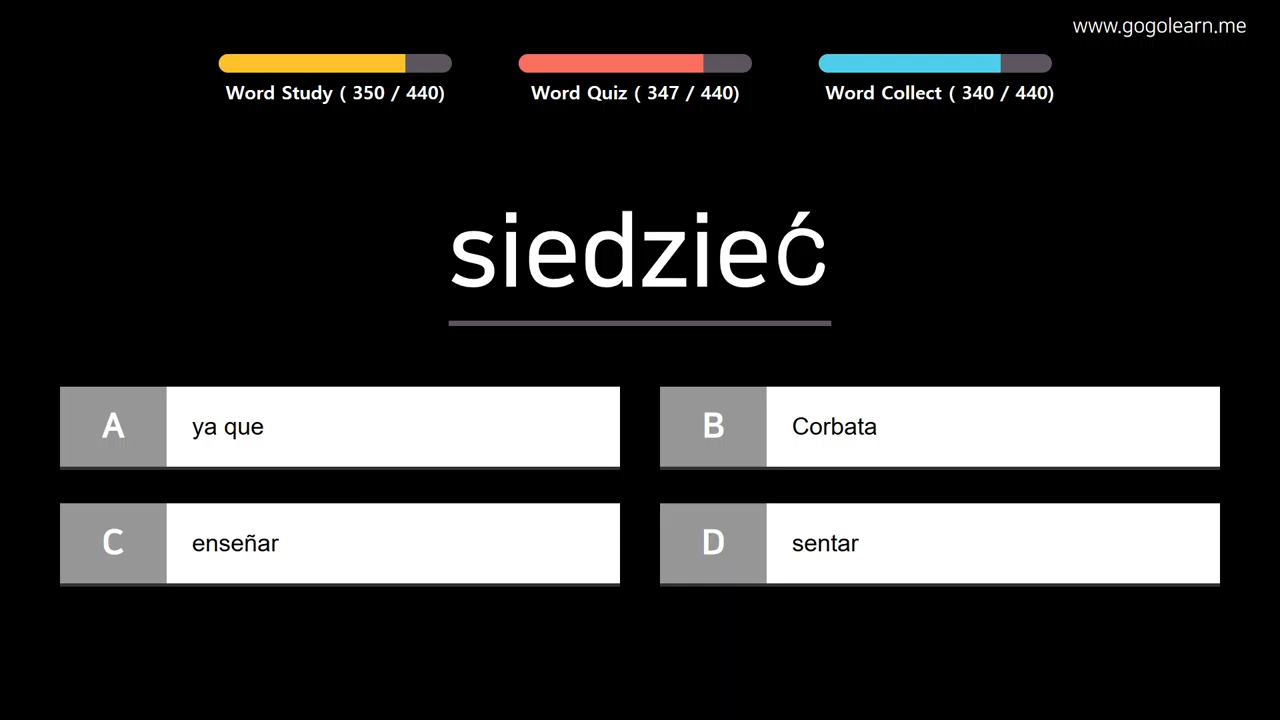 www.gogolearn.me
Word Study ( 350 / 440)
Word Quiz ( 347 / 440)
Word Collect ( 340 / 440)
siedzieć
A ya que
B Corbata
C enseñar
D sentar